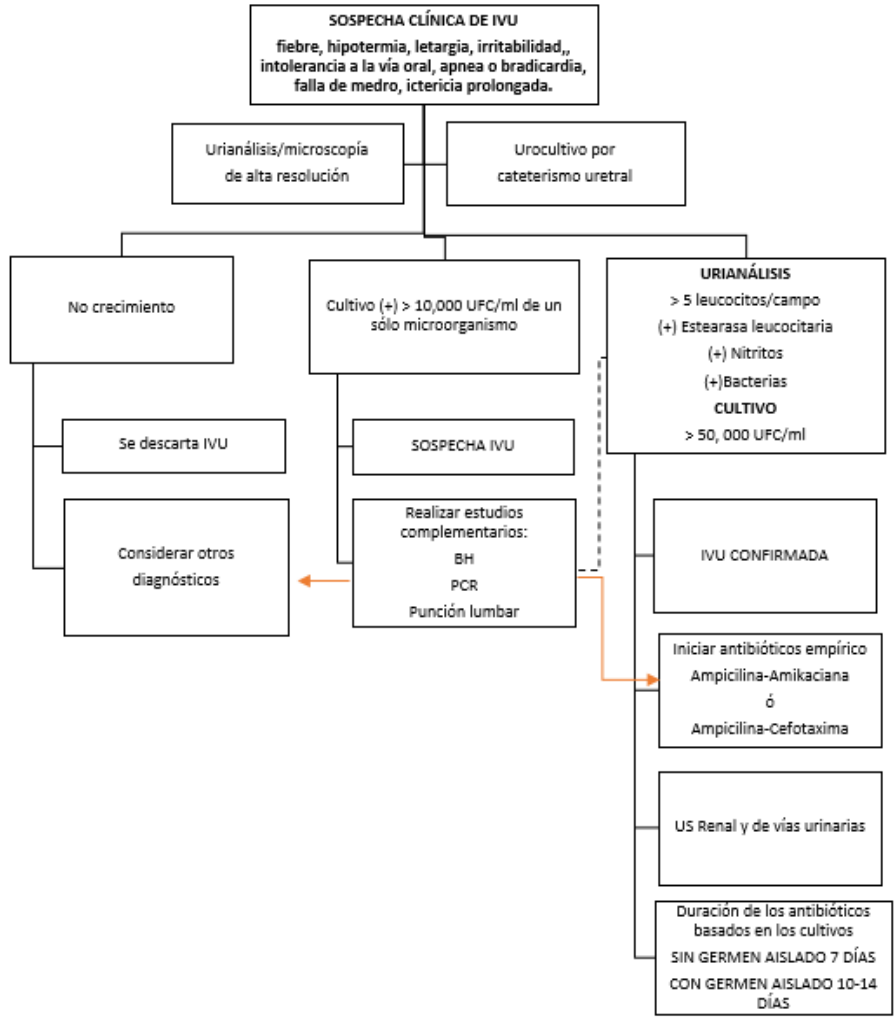 SOSPECHA CLÍNICA DE IVU
fiebre, hipotermia, letargia, irritabilidad,,
intolerancia a la vía oral, apnea o bradicardia,
falla de medro, ictericia prolongada.
Urianálisis/microscopía
de alta resolución
Urocultivo por
cateterismo uretral
No crecimiento
Cultivo (+) > 10,000 UFC/ml de un
sólo microorganismo
URIANÁLISIS
> 5 leucocitos/campo
(+) Estearasa leucocitaria
(+) Nitritos
(+)Bacterias
CULTIVO
> 50, 000 UFC/ml
Se descarta IVU
SOSPECHA IVU
Considerar otros
diagnósticos
Realizar estudios
complementarios:
BH
PCR
Punción lumbar
IVU CONFIRMADA
Iniciar antibióticos empírico
Ampicilina-Amikaciana
ó
Ampicilina-Cefotaxima
US Renal y de vías urinarias
Duración de los antibióticos
basados en los cultivos
SIN GERMEN AISLADO 7 DÍAS
CON GERMEN AISLADO 10-14
DÍAS